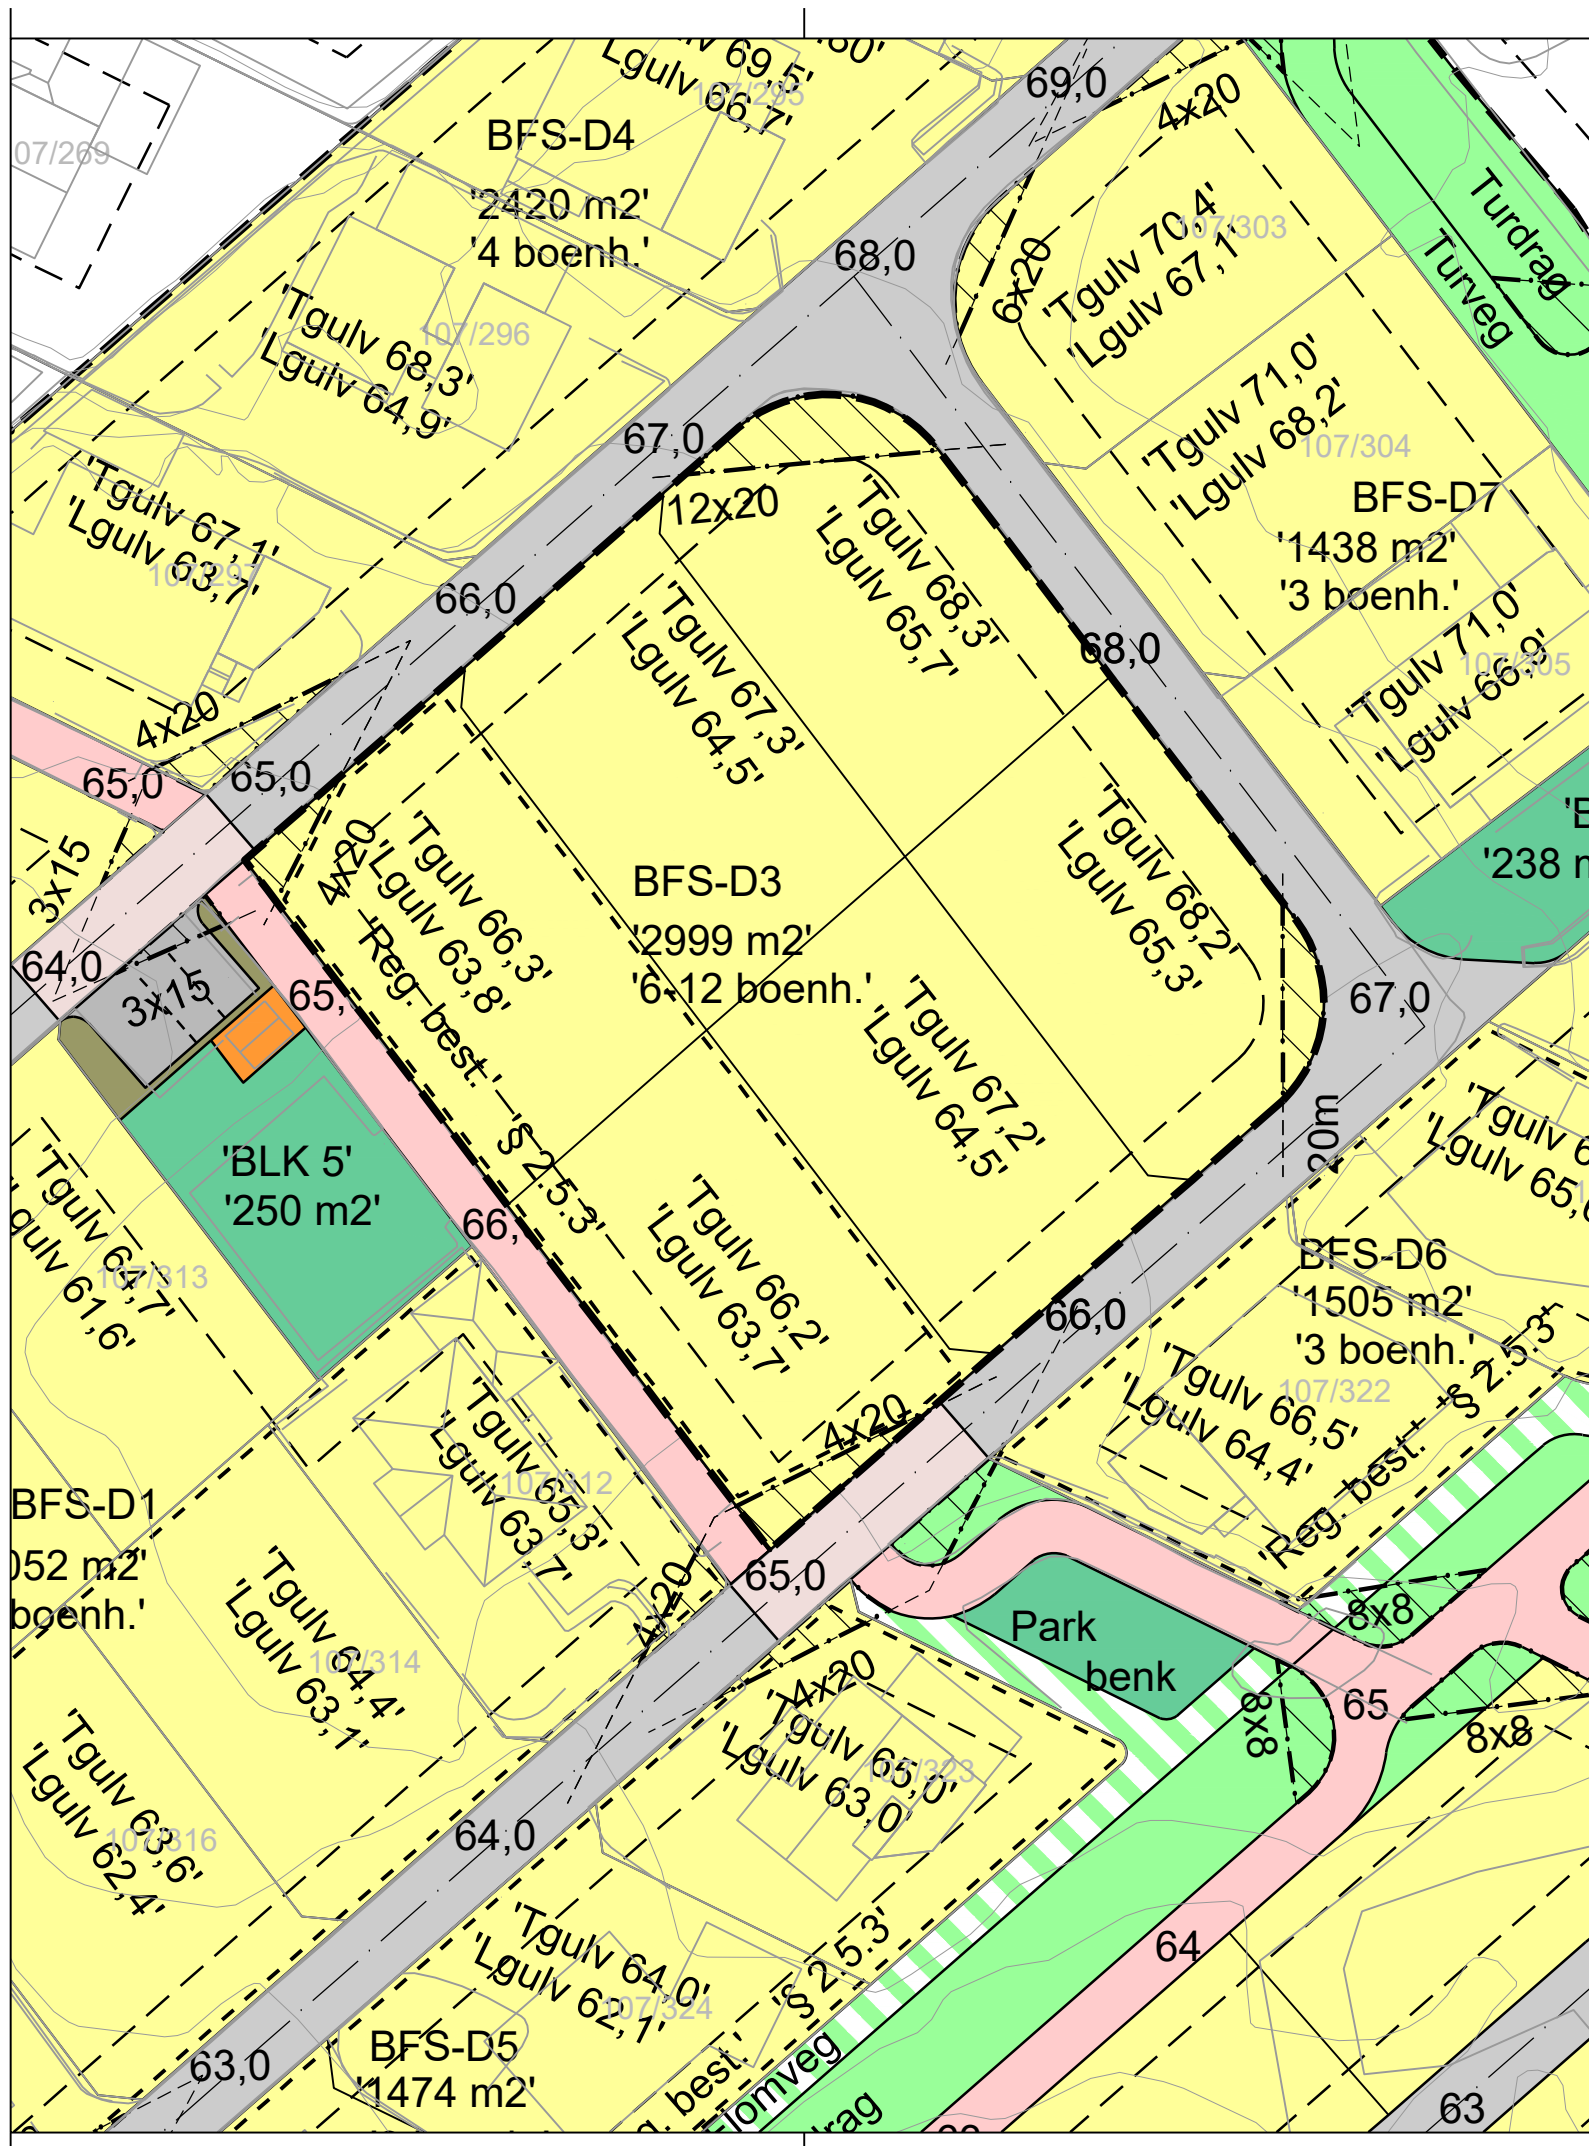 'Lgulv 66,7'
69,0
4x20
107/295
BFS-D4
07/269
'2420 m2'
'4 boenh.'
Turdrag
Turveg
107/303
68,0
6x20
'Tgulv 70,4'
'Lgulv 67,1'
'Tgulv 68,3'
'Lgulv 64,9'
107/296
67,0
'Tgulv 71,0'
'Lgulv 68,2'
107/304
BFS-D7
'1438 m2'
'3 boenh.'
12x20
'Tgulv 67,1'
'Lgulv 63,7'
107/297
66,0
'Tgulv 68,3'
'Lgulv 65,7'
'Tgulv 67,3'
'Lgulv 64,5'
68,0
'Tgulv 71,0'
'Lgulv 66,9'
107/305
4x20
65,0
65,0
4x20
3x15
'Tgulv 66,3'
'Lgulv 63,8'
BFS-D3
'2999 m2'
'6-12 boenh.'
'Tgulv 68,2'
'Lgulv 65,3'
'238 m
64,0
3x15
65,
67,0
'Reg. best.' '§ 2.5.3'
'Tgulv 67,2'
'Lgulv 64,5'
20m
'BLK 5'
'250 m2'
66,
'Tgulv 64,7'
61,6'
107/313
'Tgulv 66,2'
'Lgulv 63,7'
BFS-D6
'1505 m2'
'3 boenh.'
66,0
'Tgulv 66,5'
'Lgulv 64,4'
107/322
'Reg. best.' '§ 2.5.3'
4x20
'Tgulv 65,3'
'Lgulv 63,7'
107/312
BFS-D1
052 m2'
boenh.'
65,0
4x20
Park
benk
8x8
'Tgulv 64,4'
'Lgulv 63,1'
107/314
4x20
8x8
65
8x8
'Tgulv 65,0'
'Lgulv 63,0'
107/323
'Tgulv 63,6'
'Lgulv 62,4'
107/316
64,0
64
'Tgulv 64,0'
'Lgulv 62,1'
107/324
'§ 2.5.3'
63,0
BFS-D5
'1474 m2'
g. best.'
Flomveg
drag
63